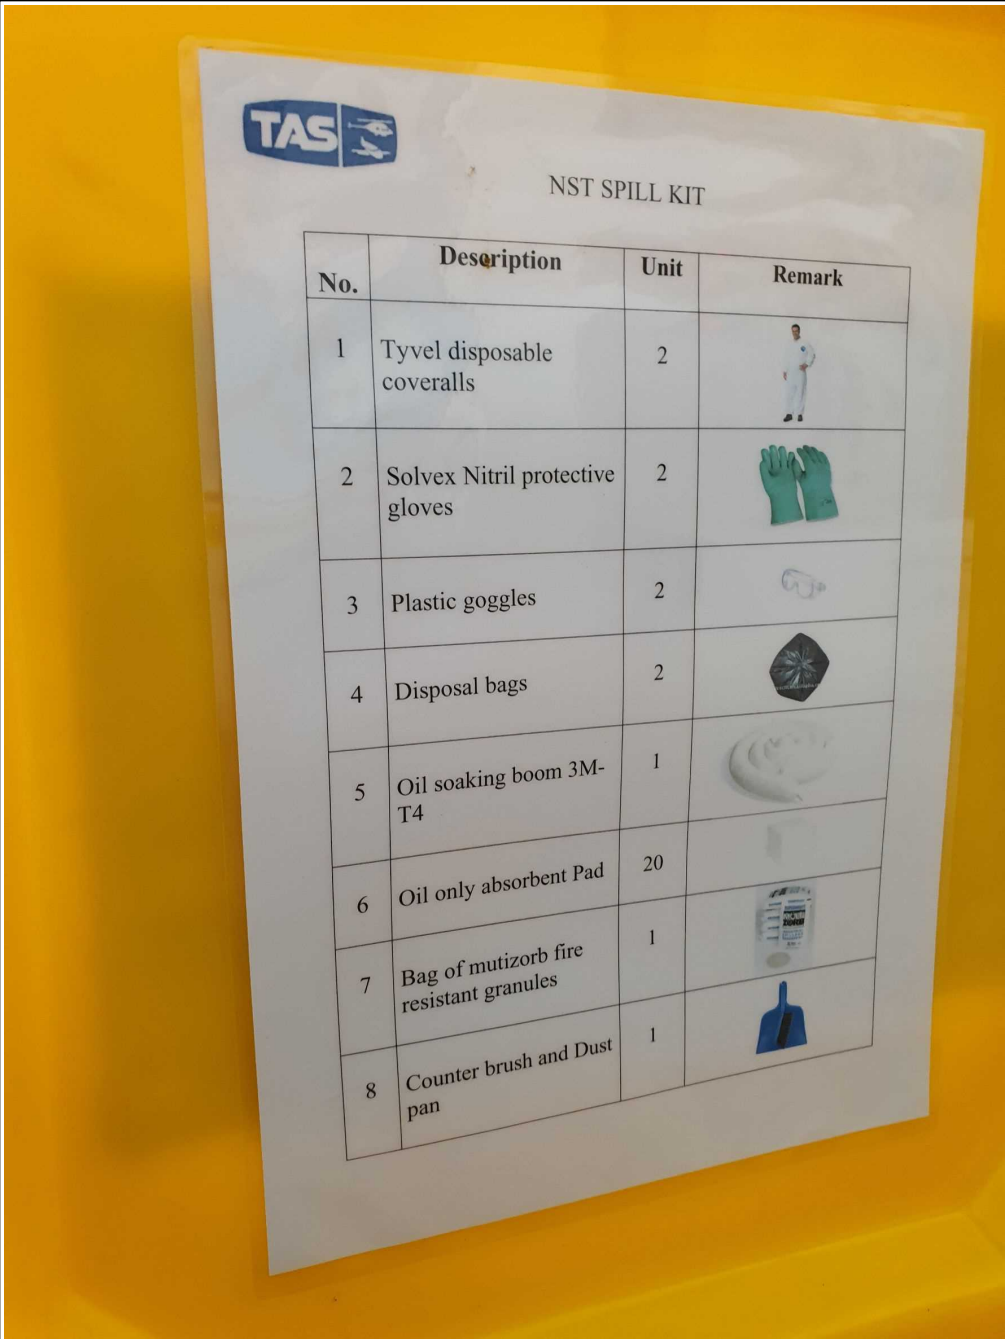 TAS
NST SPILL KIT
No. Description Unit Remark
1 Tyvel disposable
coveralls 2
2 Solvex Nitril protective
gloves 2
3 Plastic goggles 2
4 Disposal bags 2
5 Oil soaking boom 3M-
T4 1
6 Oil only absorbent Pad 20
7 Bag of mutizorb fire
resistant granules 1
8 Counter brush and Dust
pan 1